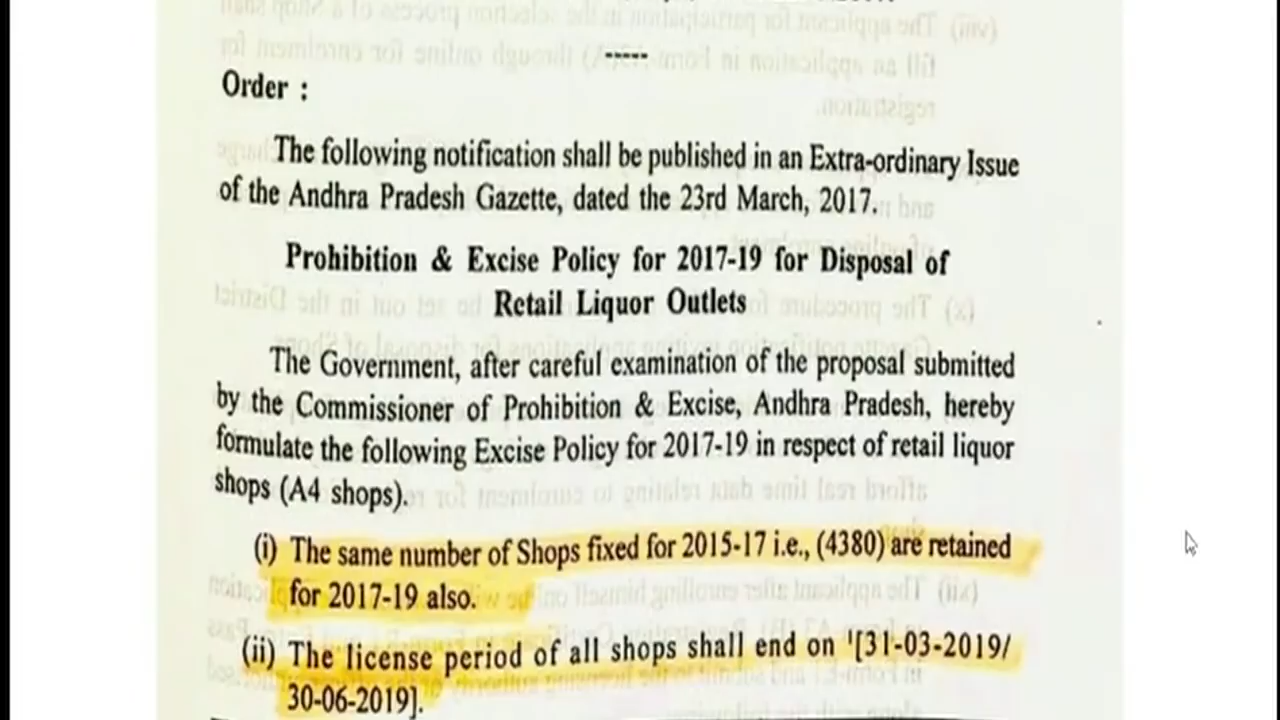 -----
Order :
The following notification shall be published in an Extra-ordinary Issue
of the Andhra Pradesh Gazette, dated the 23rd March, 2017.
Prohibition & Excise Policy for 2017-19 for Disposal of
Retail Liquor Outlets
The Government, after careful examination of the proposal submitted
by the Commissioner of Prohibition & Excise, Andhra Pradesh, hereby
formulate the following Excise Policy for 2017-19 in respect of retail liquor
shops (A4 shops).
(i) The same number of Shops fixed for 2015-17 i.e., (4380) are retained
for 2017-19 also.
(ii) The license period of all shops shall end on ¹[31-03-2019/
30-06-2019].